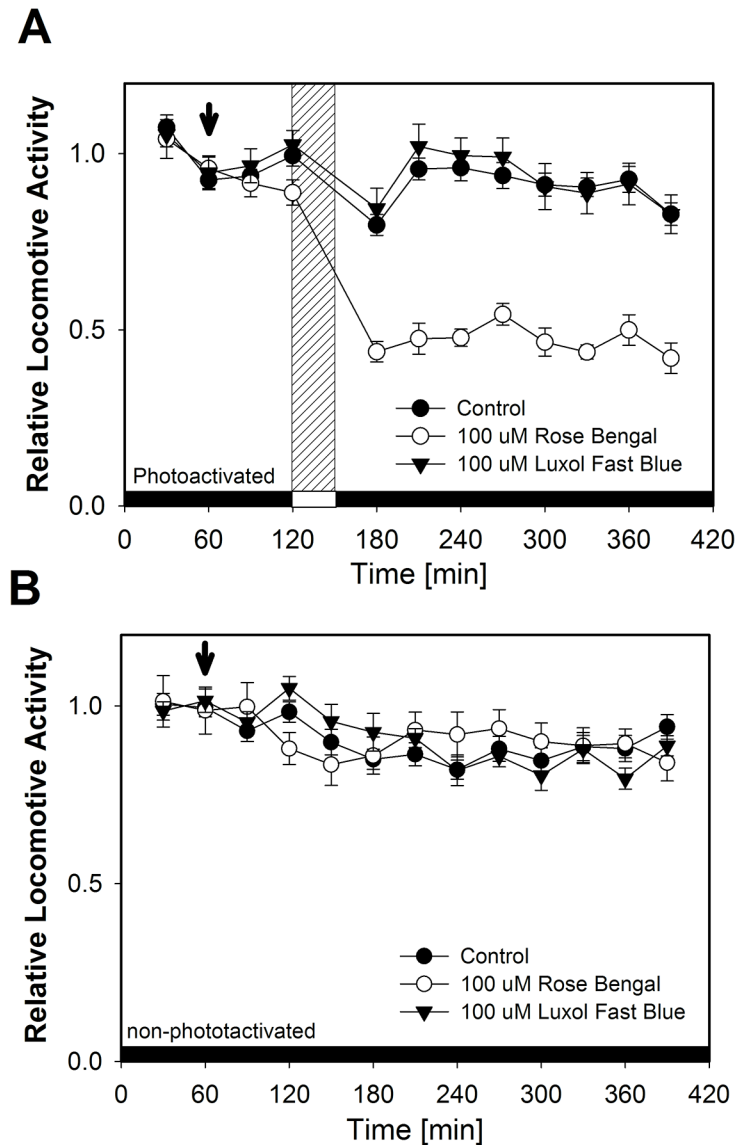 A
Relative Locomotive Activity
1.0
0.5
0.0
Control
100 uM Rose Bengal
100 uM Luxol Fast Blue
Photoactivated
0 60 120 180 240 300 360 420
Time [min]
B
Relative Locomotive Activity
1.0
0.5
0.0
Control
100 uM Rose Bengal
100 uM Luxol Fast Blue
non-phototactivated
0 60 120 180 240 300 360 420
Time [min]